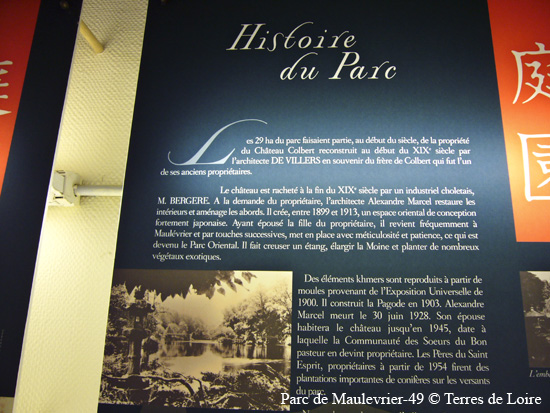 Histoire
du Parc
庭
園
Les 29 ha du parc faisaient partie, au début du siècle, de la propriété
du Château Colbert reconstruit au début du XIXe siècle par
l'architecte DE VILLERS en souvenir du frère de Colbert qui fut l'un
de ses anciens propriétaires.
Le château est racheté à la fin du XIXe siècle par un industriel choletais,
M. BERGERE. A la demande du propriétaire, l'architecte Alexandre Marcel restaure les
intérieurs et aménage les abords. Il crée, entre 1899 et 1913, un espace oriental de conception
fortement japonaise. Ayant épousé la fille du propriétaire, il revient fréquemment à
Maulévrier et par touches successives, met en place avec méticulosité et patience, ce qui est
devenu le Parc Oriental. Il fait creuser un étang, élargir la Moine et planter de nombreux
végétaux exotiques.
Des éléments khmers sont reproduits à partir de
moules provenant de l'Exposition Universelle de
1900. Il construit la Pagode en 1903. Alexandre
Marcel meurt le 30 juin 1928. Son épouse
habitera le château jusqu'en 1945, date à
laquelle la Communauté des Soeurs du Bon
pasteur en devint propriétaire. Les Pères du Saint
Esprit, propriétaires à partir de 1954 firent des
plantations importantes de conifères sur les versants
du parc.
L'emb
Parc de Maulevrier-49 © Terres de Loire